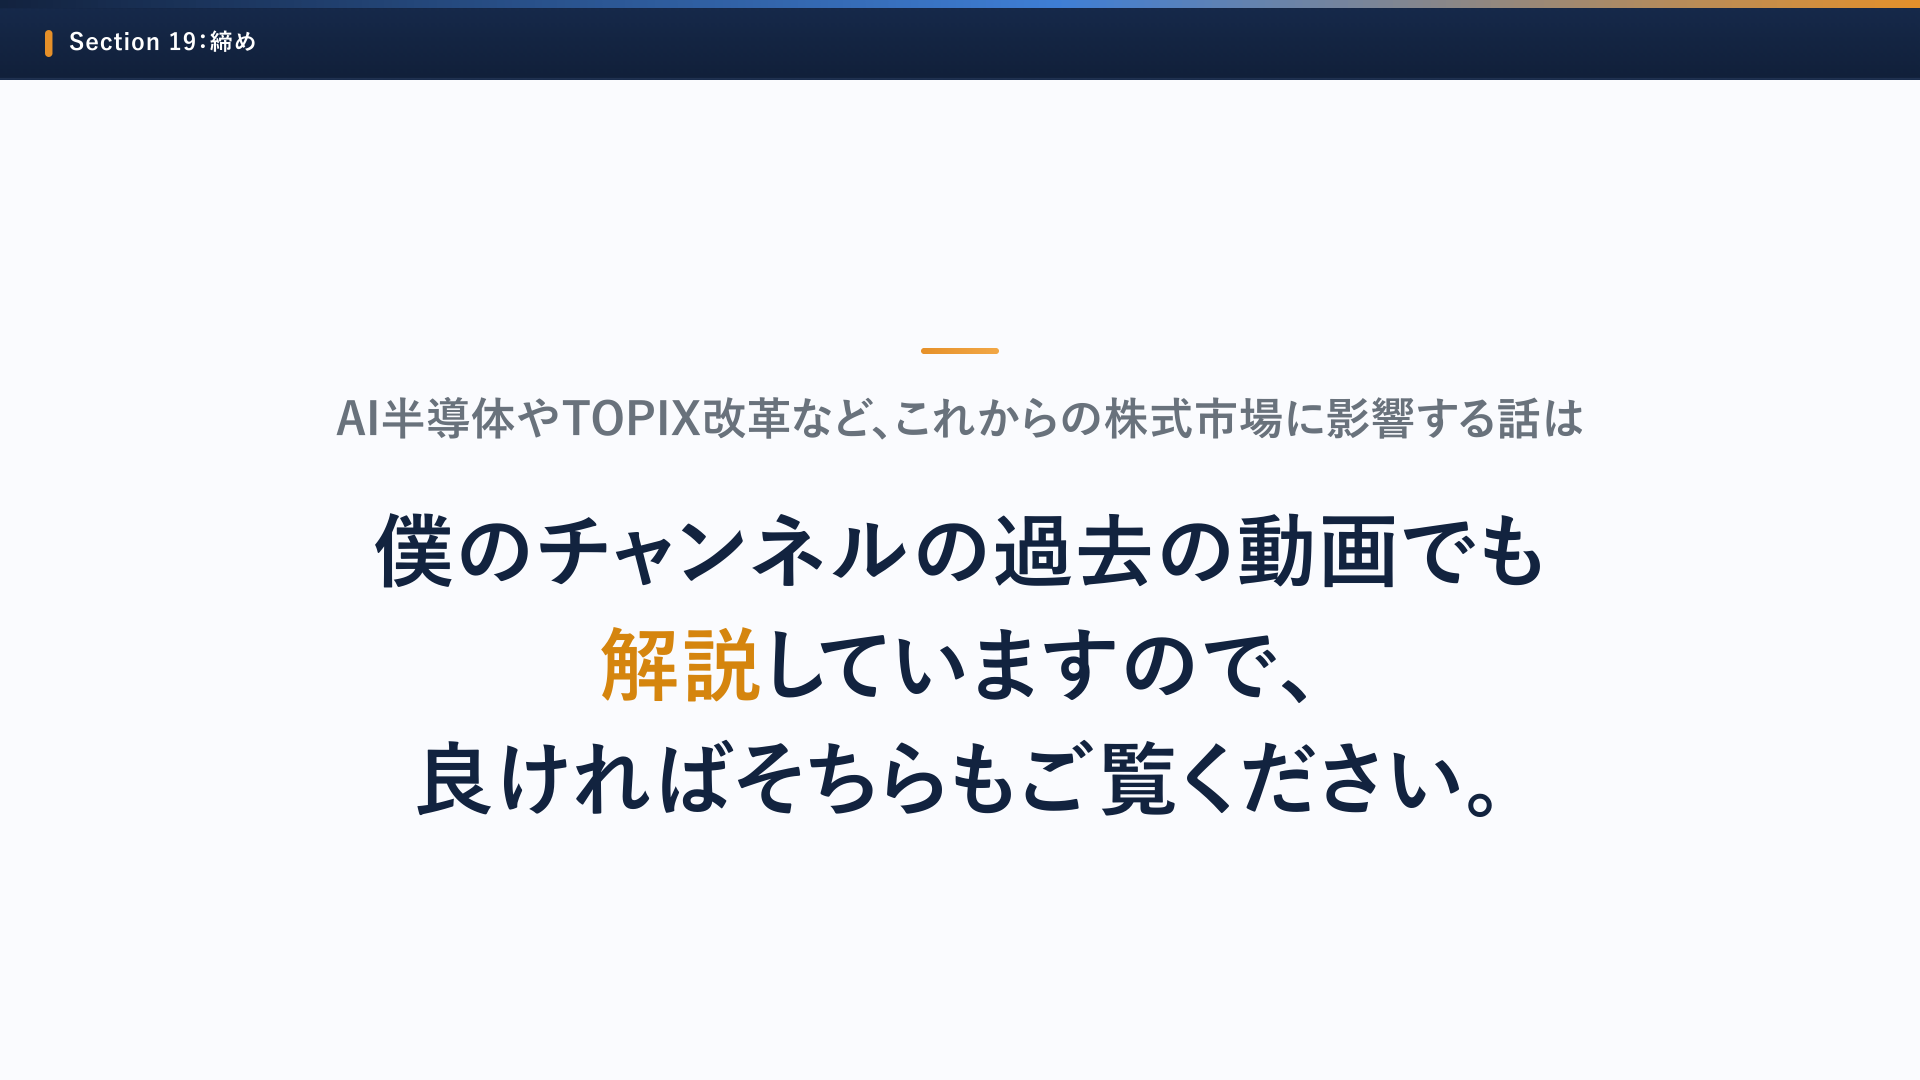 Section 19：締め
AI半導体やTOPIX改革など、これからの株式市場に影響する話は
僕のチャンネルの過去の動画でも
解説していますので、
良ければそちらもご覧ください。